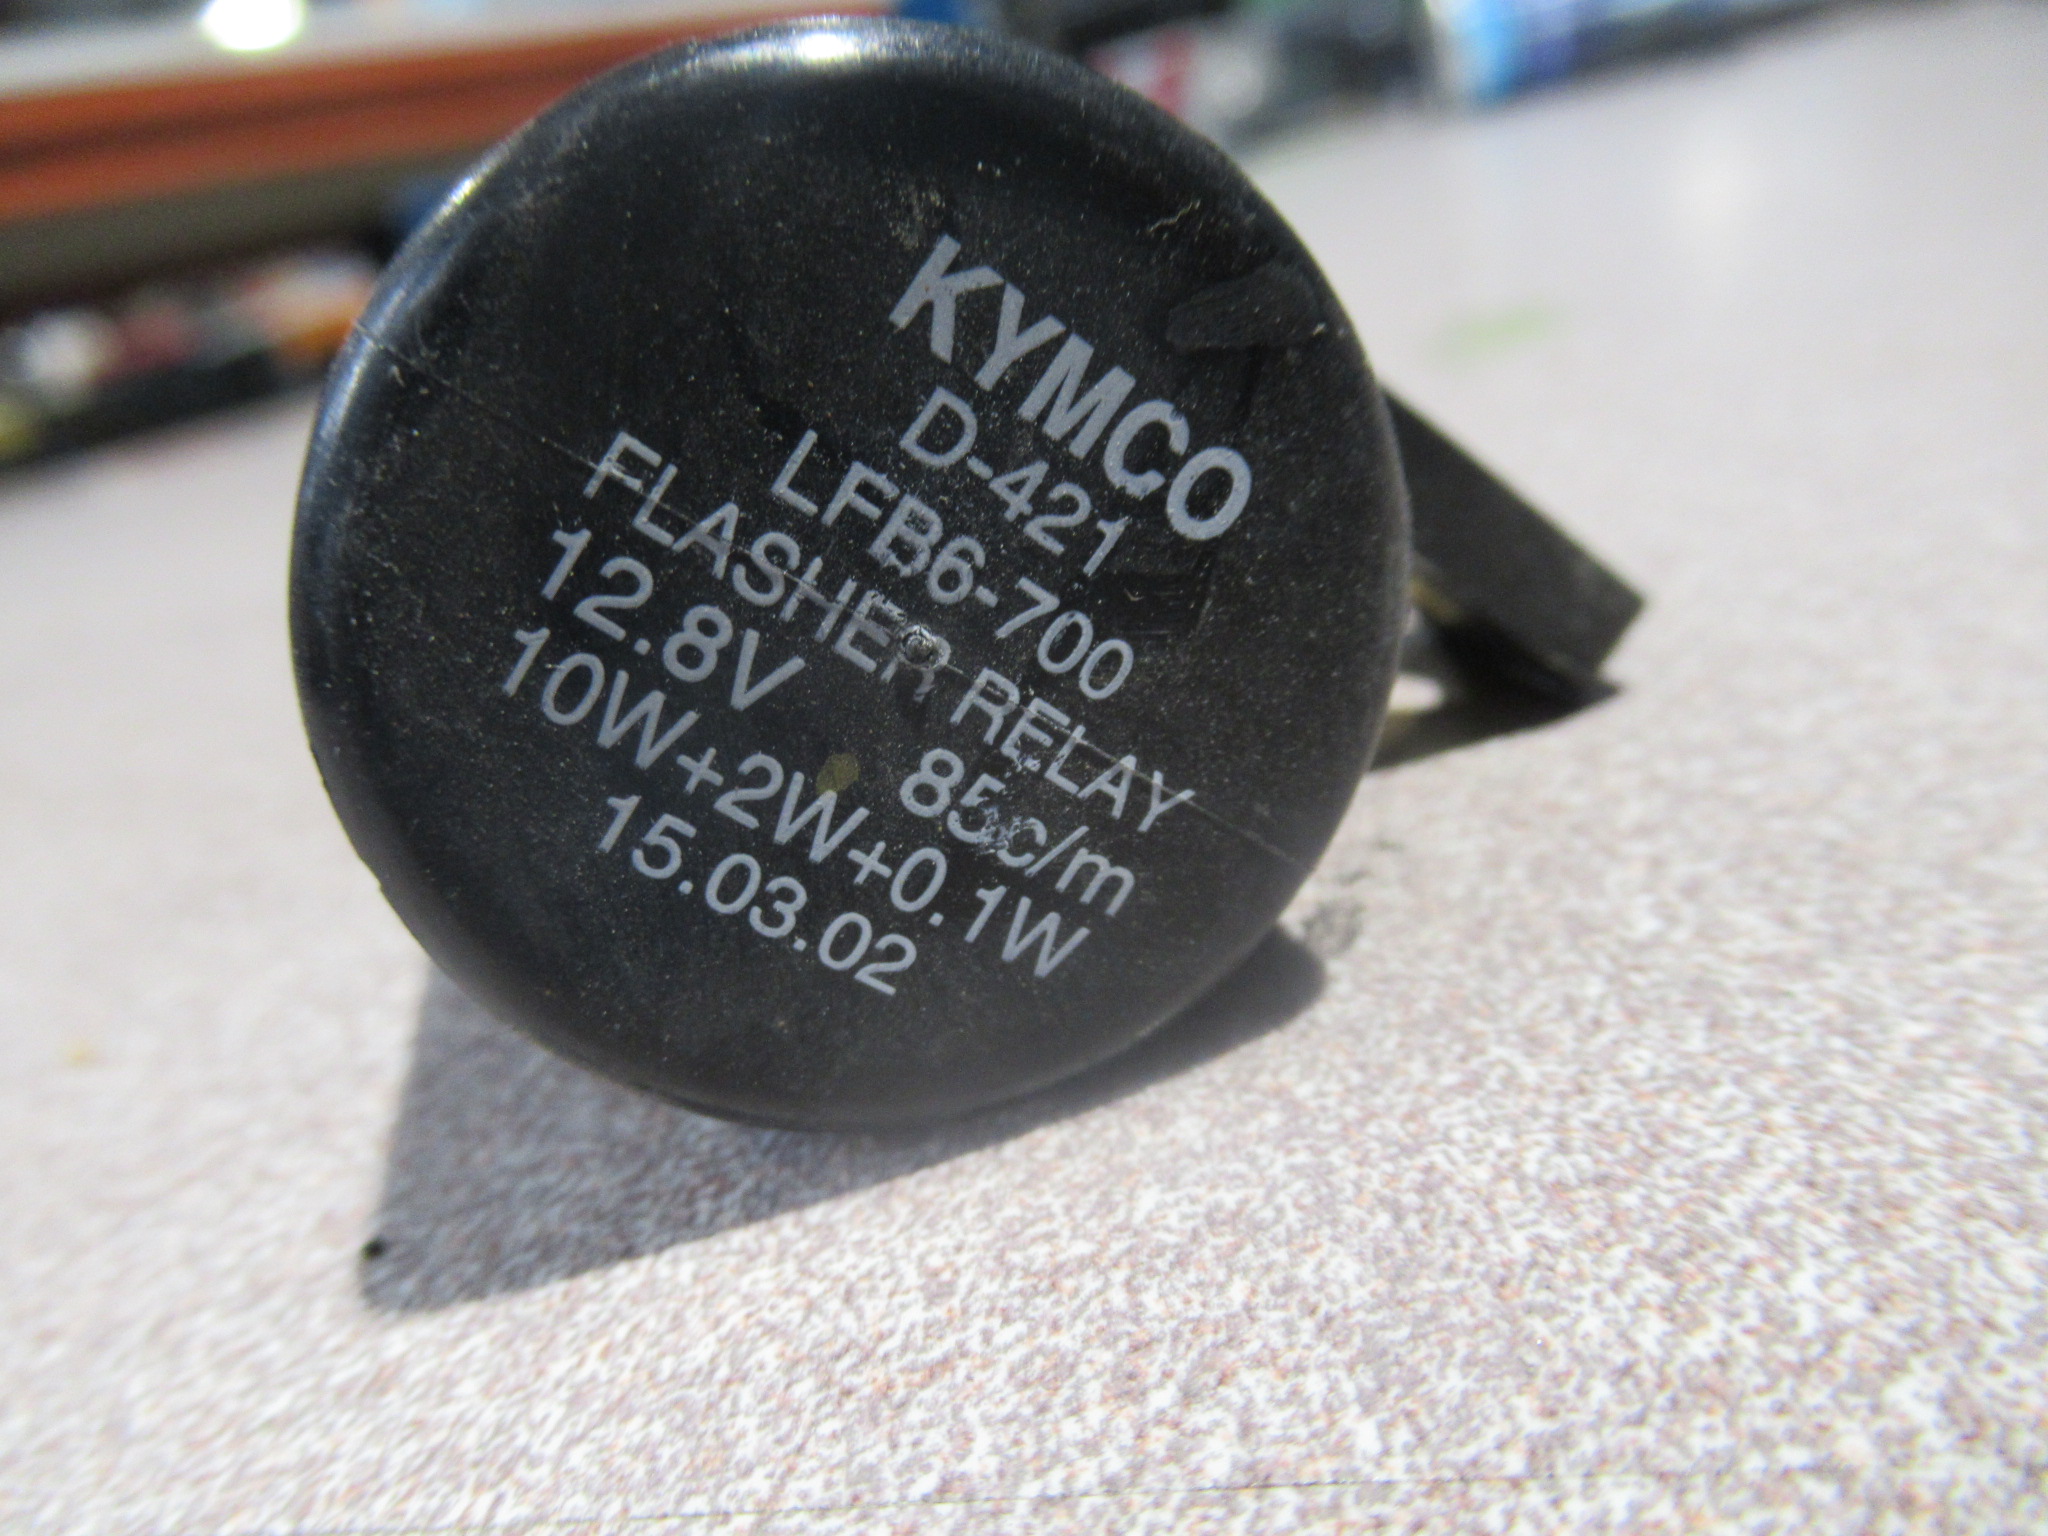 KYMCO
D-421
LFB6-700
FLASHER RELAY
12.8V 85c/m
10W+2W+0.1W
15.03.02